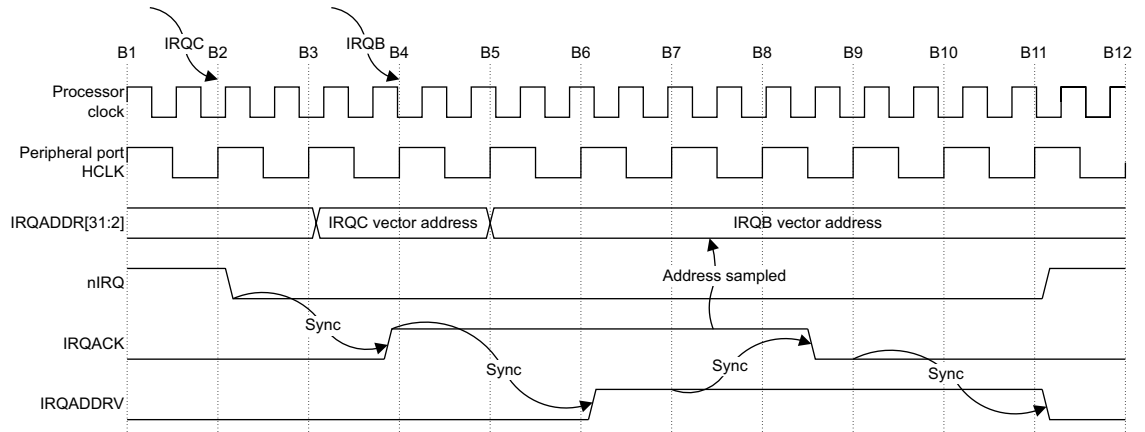 IRQC IRQB
B1 B2 B3 B4 B5 B6 B7 B8 B9 B10 B11 B12
Processor
clock
Peripheral port
HCLK
IRQADDR[31:2] IRQC vector address IRQB vector address
nIRQ
Address sampled
Sync
IRQACK
Sync Sync Sync
IRQADDRV